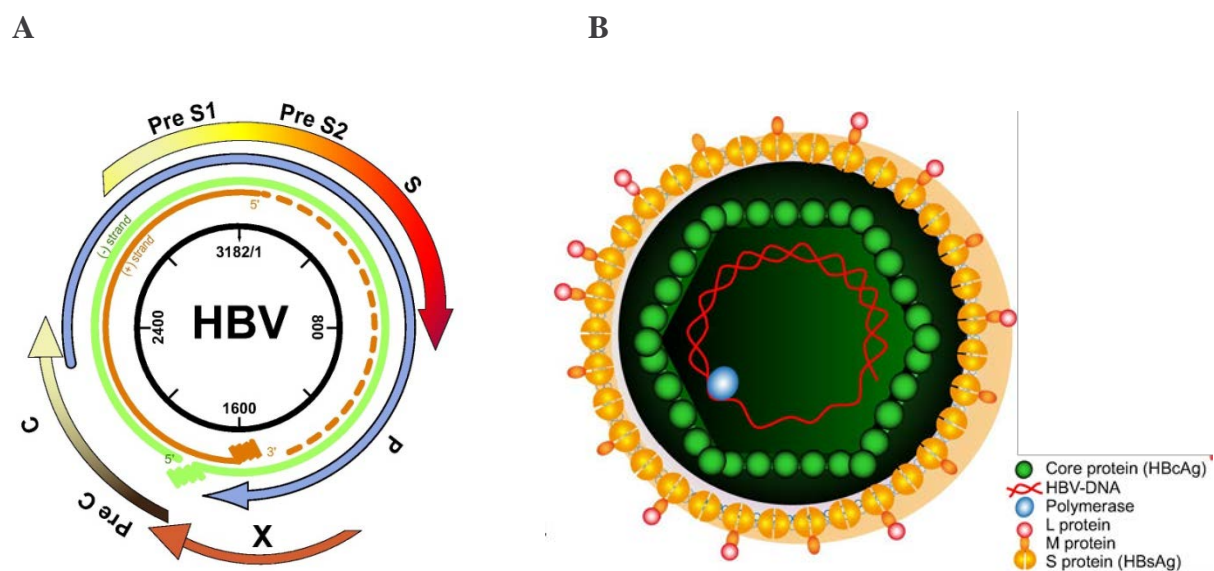 A
B
Pre S1
Pre S2
S
(-) strand
(+) strand
5'
3182/1
HBV
2400
800
1600
C
P
5'
3'
Pre C
X
Core protein (HBcAg)
HBV-DNA
Polymerase
L protein
M protein
S protein (HBsAg)